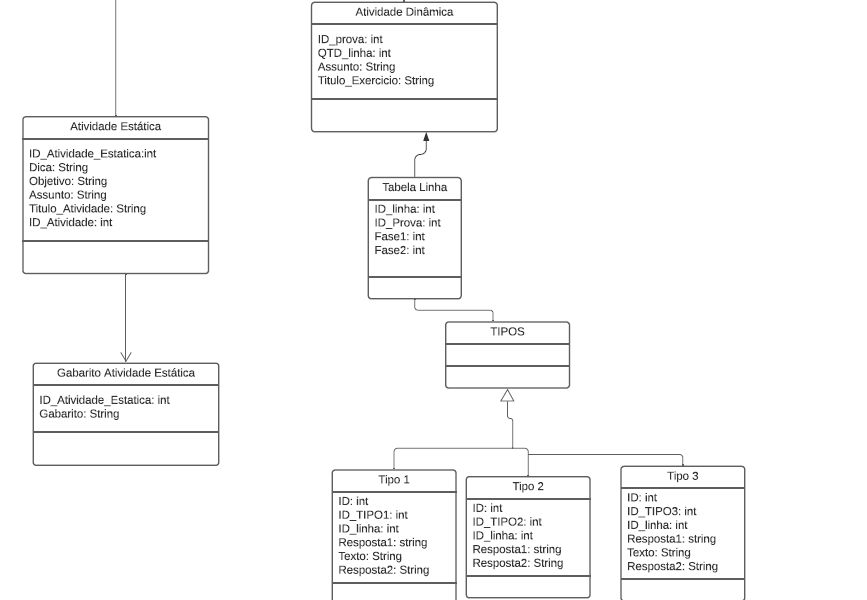 Atividade Dinâmica
ID_prova: int
QTD_linha: int
Assunto: String
Titulo_Exercicio: String
Atividade Estática
ID_Atividade_Estatica:int
Dica: String
Objetivo: String
Assunto: String
Titulo_Atividade: String
ID_Atividade: int
Tabela Linha
ID_linha: int
ID_Prova: int
Fase1: int
Fase2: int
TIPOS
Gabarito Atividade Estática
ID_Atividade_Estatica: int
Gabarito: String
Tipo 1
ID: int
ID_TIPO1: int
ID_linha: int
Resposta1: string
Texto: String
Resposta2: String
Tipo 2
ID: int
ID_TIPO2: int
ID_linha: int
Resposta1: string
Resposta2: String
Tipo 3
ID: int
ID_TIPO3: int
ID_linha: int
Resposta1: string
Texto: String
Resposta2: String